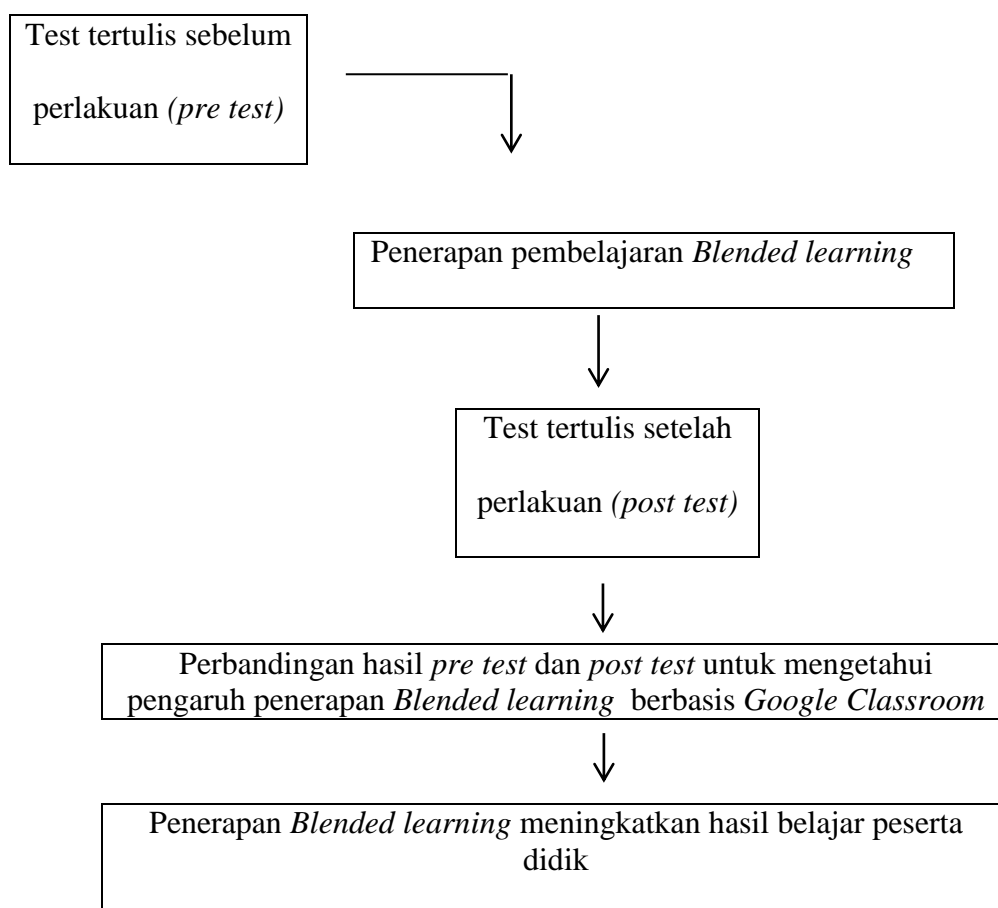 Test tertulis sebelum
perlakuan (pre test)
Penerapan pembelajaran Blended learning
Test tertulis setelah
perlakuan (post test)
Perbandingan hasil pre test dan post test untuk mengetahui
pengaruh penerapan Blended learning berbasis Google Classroom
Penerapan Blended learning meningkatkan hasil belajar peserta
didik